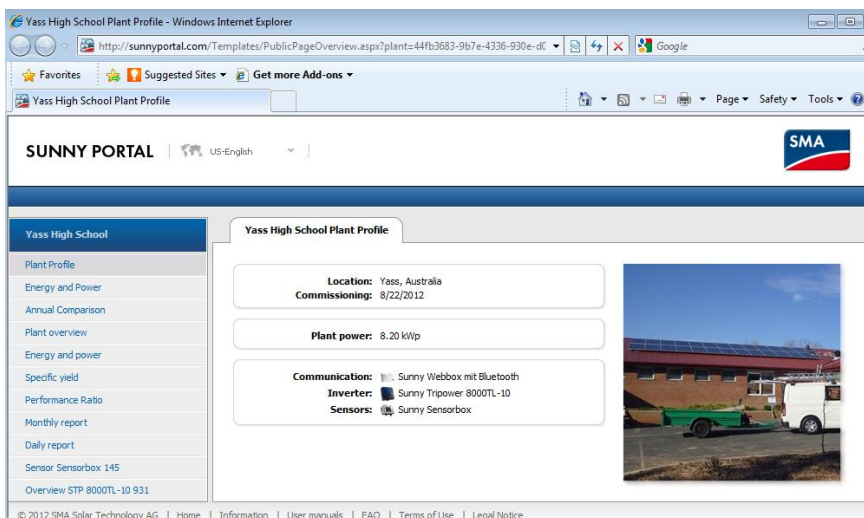 Yass High School Plant Profile - Windows Internet Explorer
http://sunnyportal.com/Templates/PublicPageOverview.aspx?plant=44fb3683-9b7e-4336-930e-d0
Google
Favorites Suggested Sites Get more Add-ons
Yass High School Plant Profile
Page Safety Tools
SUNNY PORTAL US-English SMA
Yass High School
Yass High School Plant Profile
Plant Profile
Energy and Power
Annual Comparison
Plant overview
Energy and power
Specific yield
Performance Ratio
Monthly report
Daily report
Sensor Sensorbox 145
Overview STP 8000TL-10 931
Location: Yass, Australia
Commissioning: 8/22/2012
Plant power: 8.20 kWp
Communication: Sunny Webbox mit Bluetooth
Inverter: Sunny Tripower 8000TL-10
Sensors: Sunny Sensorbox
© 2012 SMA Solar Technology AG | Home | Information | User manuals | FAQ | Terms of Use | Legal Notice